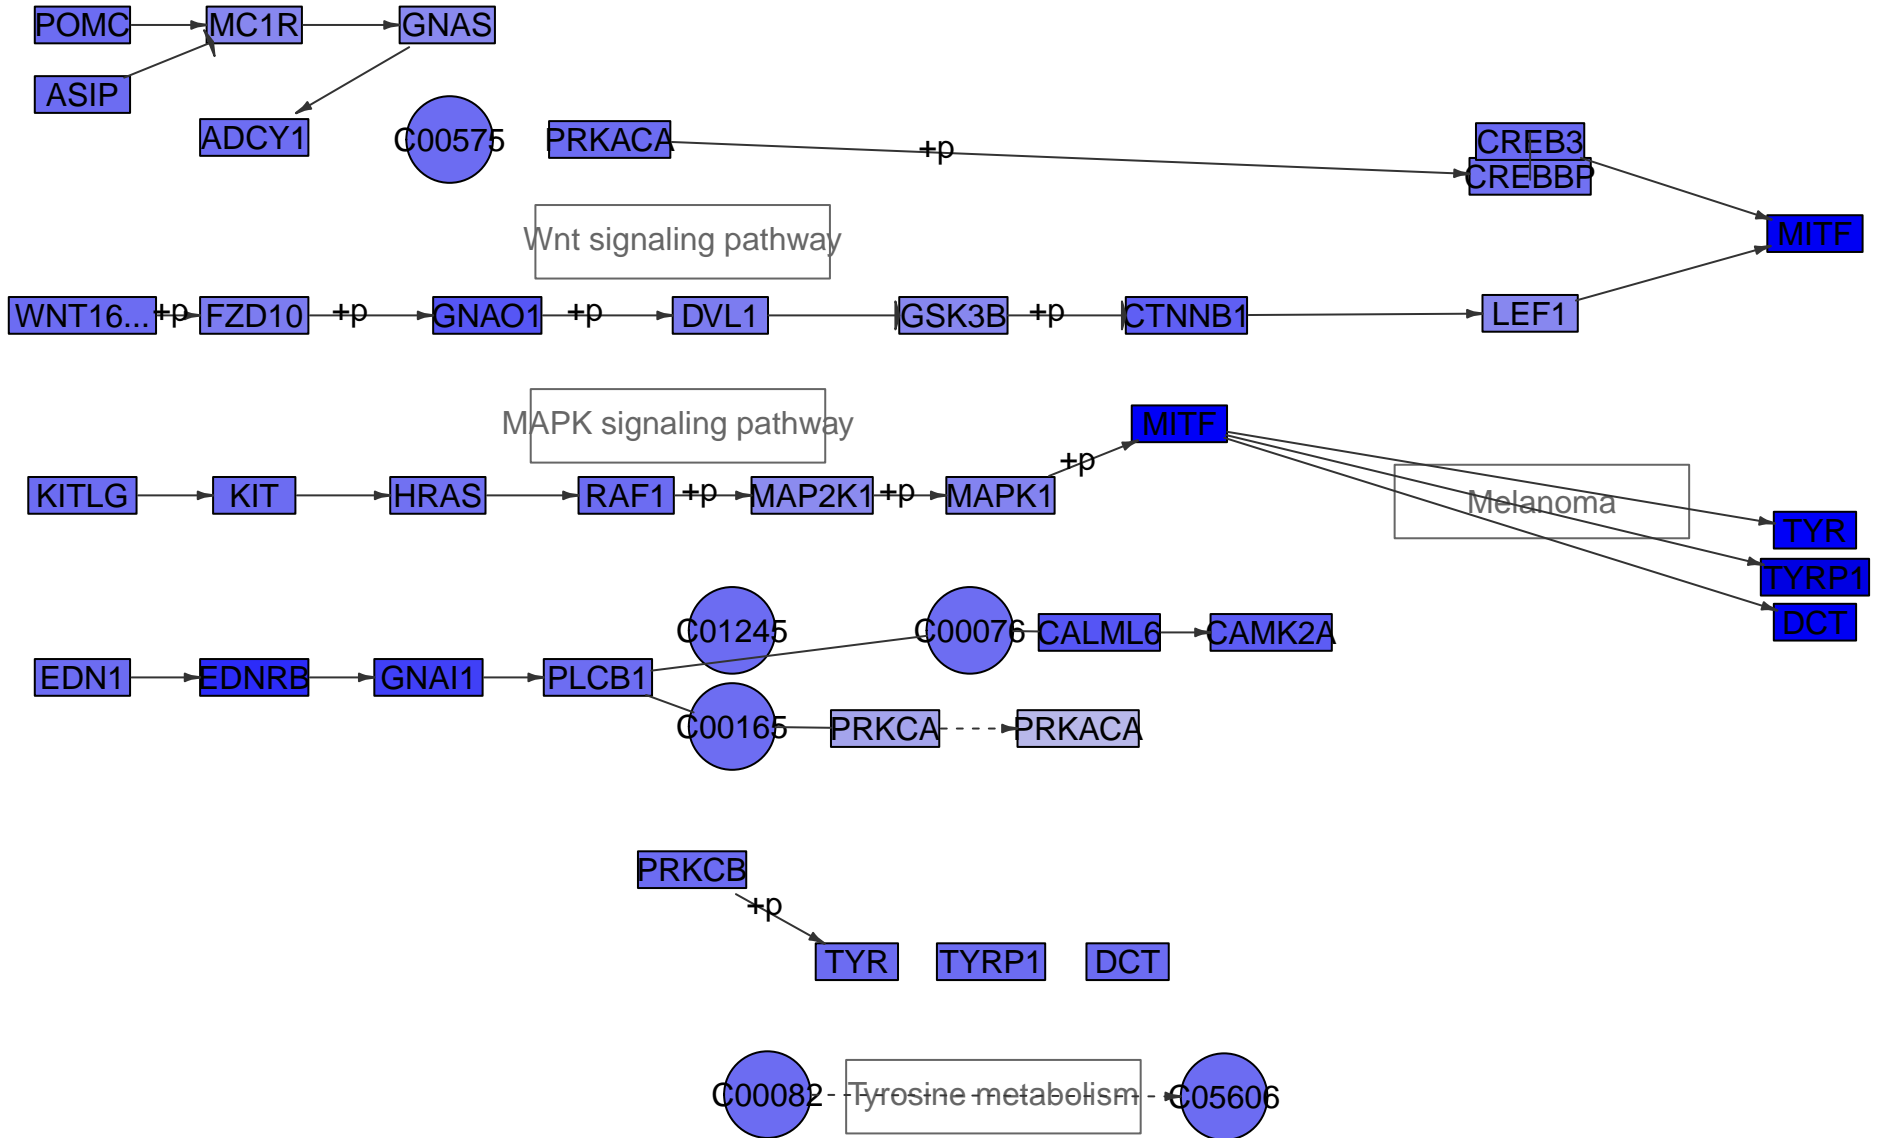 POMC MC1R GNAS
ASIP
ADCY1 C00575 PRKACA +p CREB3
CREBBP
Wnt signaling pathway MITF
WNT16... +p FZD10 +p GNAO1 +p DVL1 GSK3B +p CTNNB1 LEF1
MAPK signaling pathway MITF
+p
KITLG KIT HRAS RAF1 +p MAP2K1 +p MAPK1 Melanoma
TYR
TYRP1
DCT
C01245 C00076 CALML6 CAMK2A
EDN1 EDNRB GNAI1 PLCB1
C00165 PRKCA PRKACA
PRKCB
+p
TYR TYRP1 DCT
C00082 Tyrosine metabolism C05606